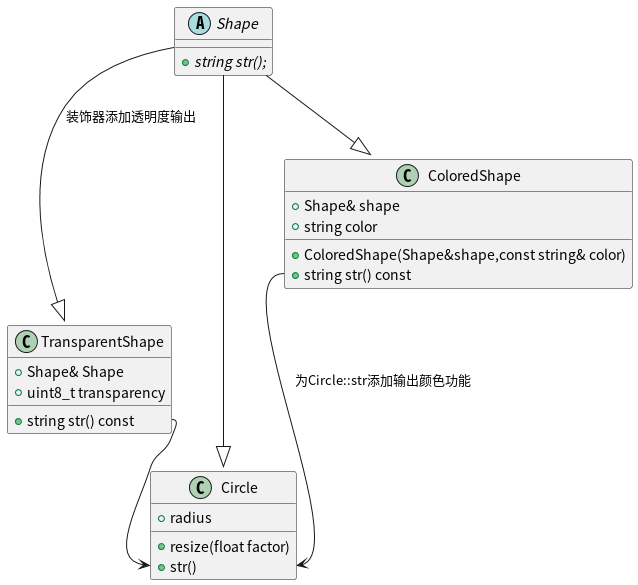 A Shape
string str();
装饰器添加透明度输出
C ColoredShape
Shape& shape
string color
ColoredShape(Shape&shape,const string& color)
string str() const
C TransparentShape
Shape& Shape
uint8_t transparency
string str() const
为Circle::str添加输出颜色功能
C Circle
radius
resize(float factor)
str()